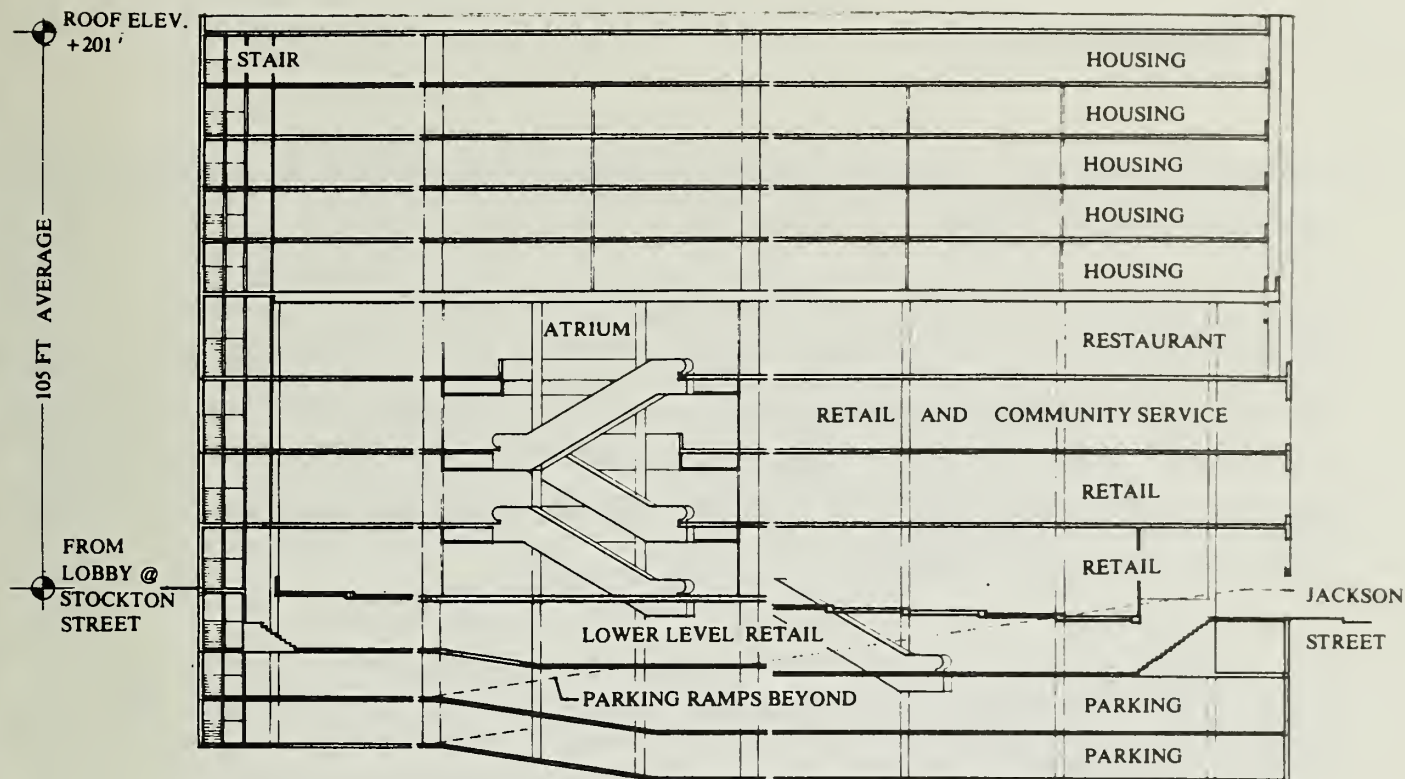 ROOF ELEV.
+201'
STAIR
HOUSING
HOUSING
HOUSING
HOUSING
HOUSING
105 FT AVERAGE
ATRIUM
RESTAURANT
RETAIL AND COMMUNITY SERVICE
RETAIL
FROM
LOBBY @
STOCKTON
STREET
RETAIL
JACKSON
STREET
LOWER LEVEL RETAIL
PARKING RAMPS BEYOND
PARKING
PARKING